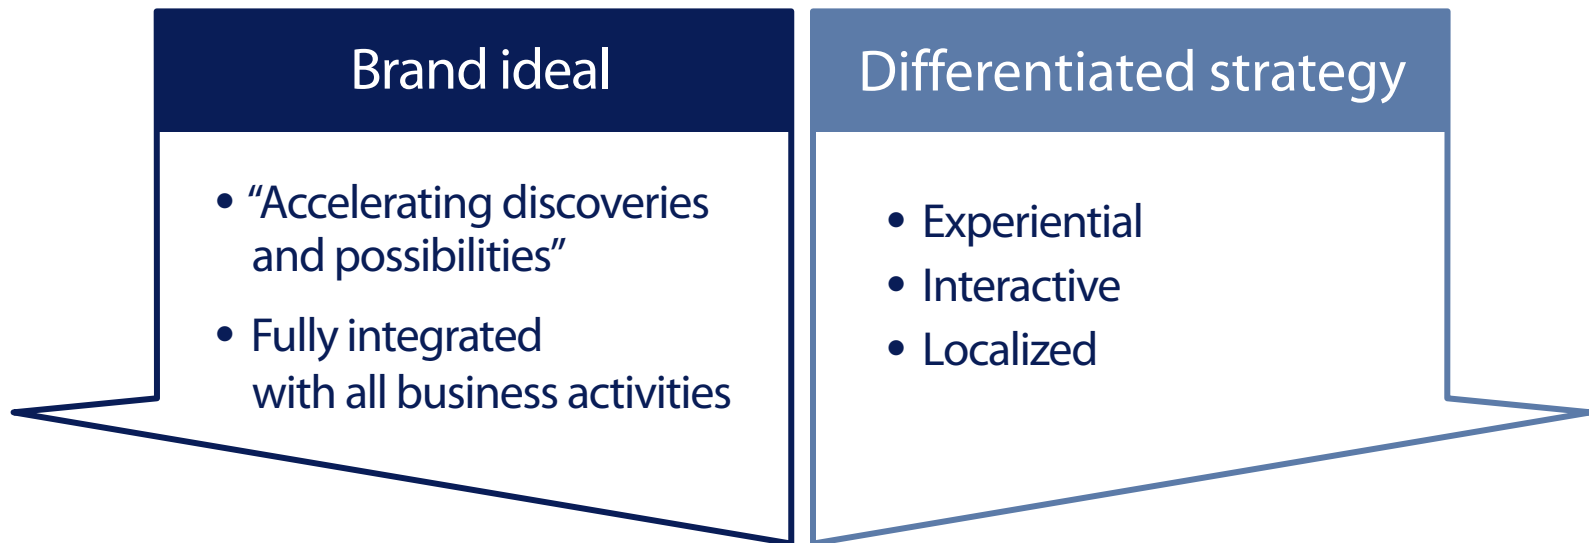 Brand ideal
• “Accelerating discoveries
and possibilities”
• Fully integrated
with all business activities
Differentiated strategy
• Experiential
• Interactive
• Localized